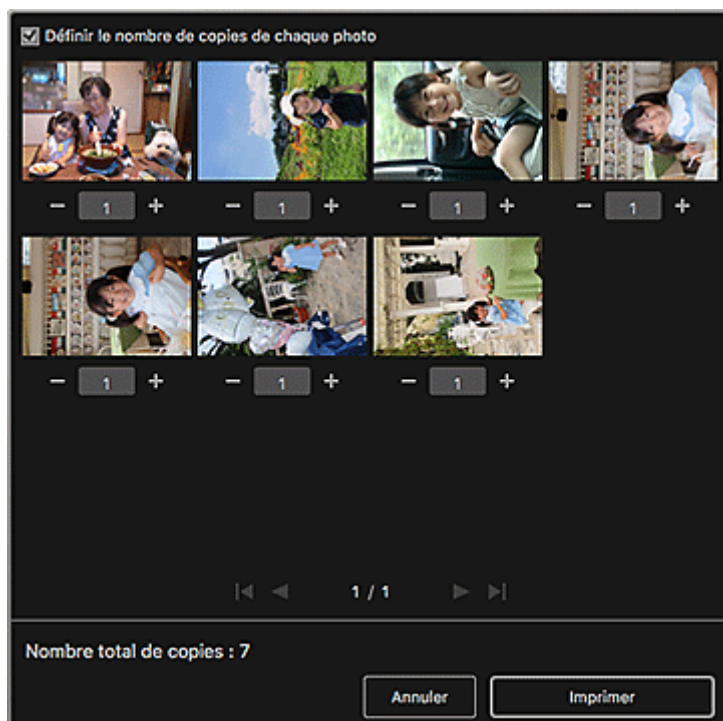 Définir le nombre de copies de chaque photo
− 1 + − 1 + − 1 + − 1 +
− 1 + − 1 + − 1 +
1 / 1
Nombre total de copies : 7
Annuler Imprimer